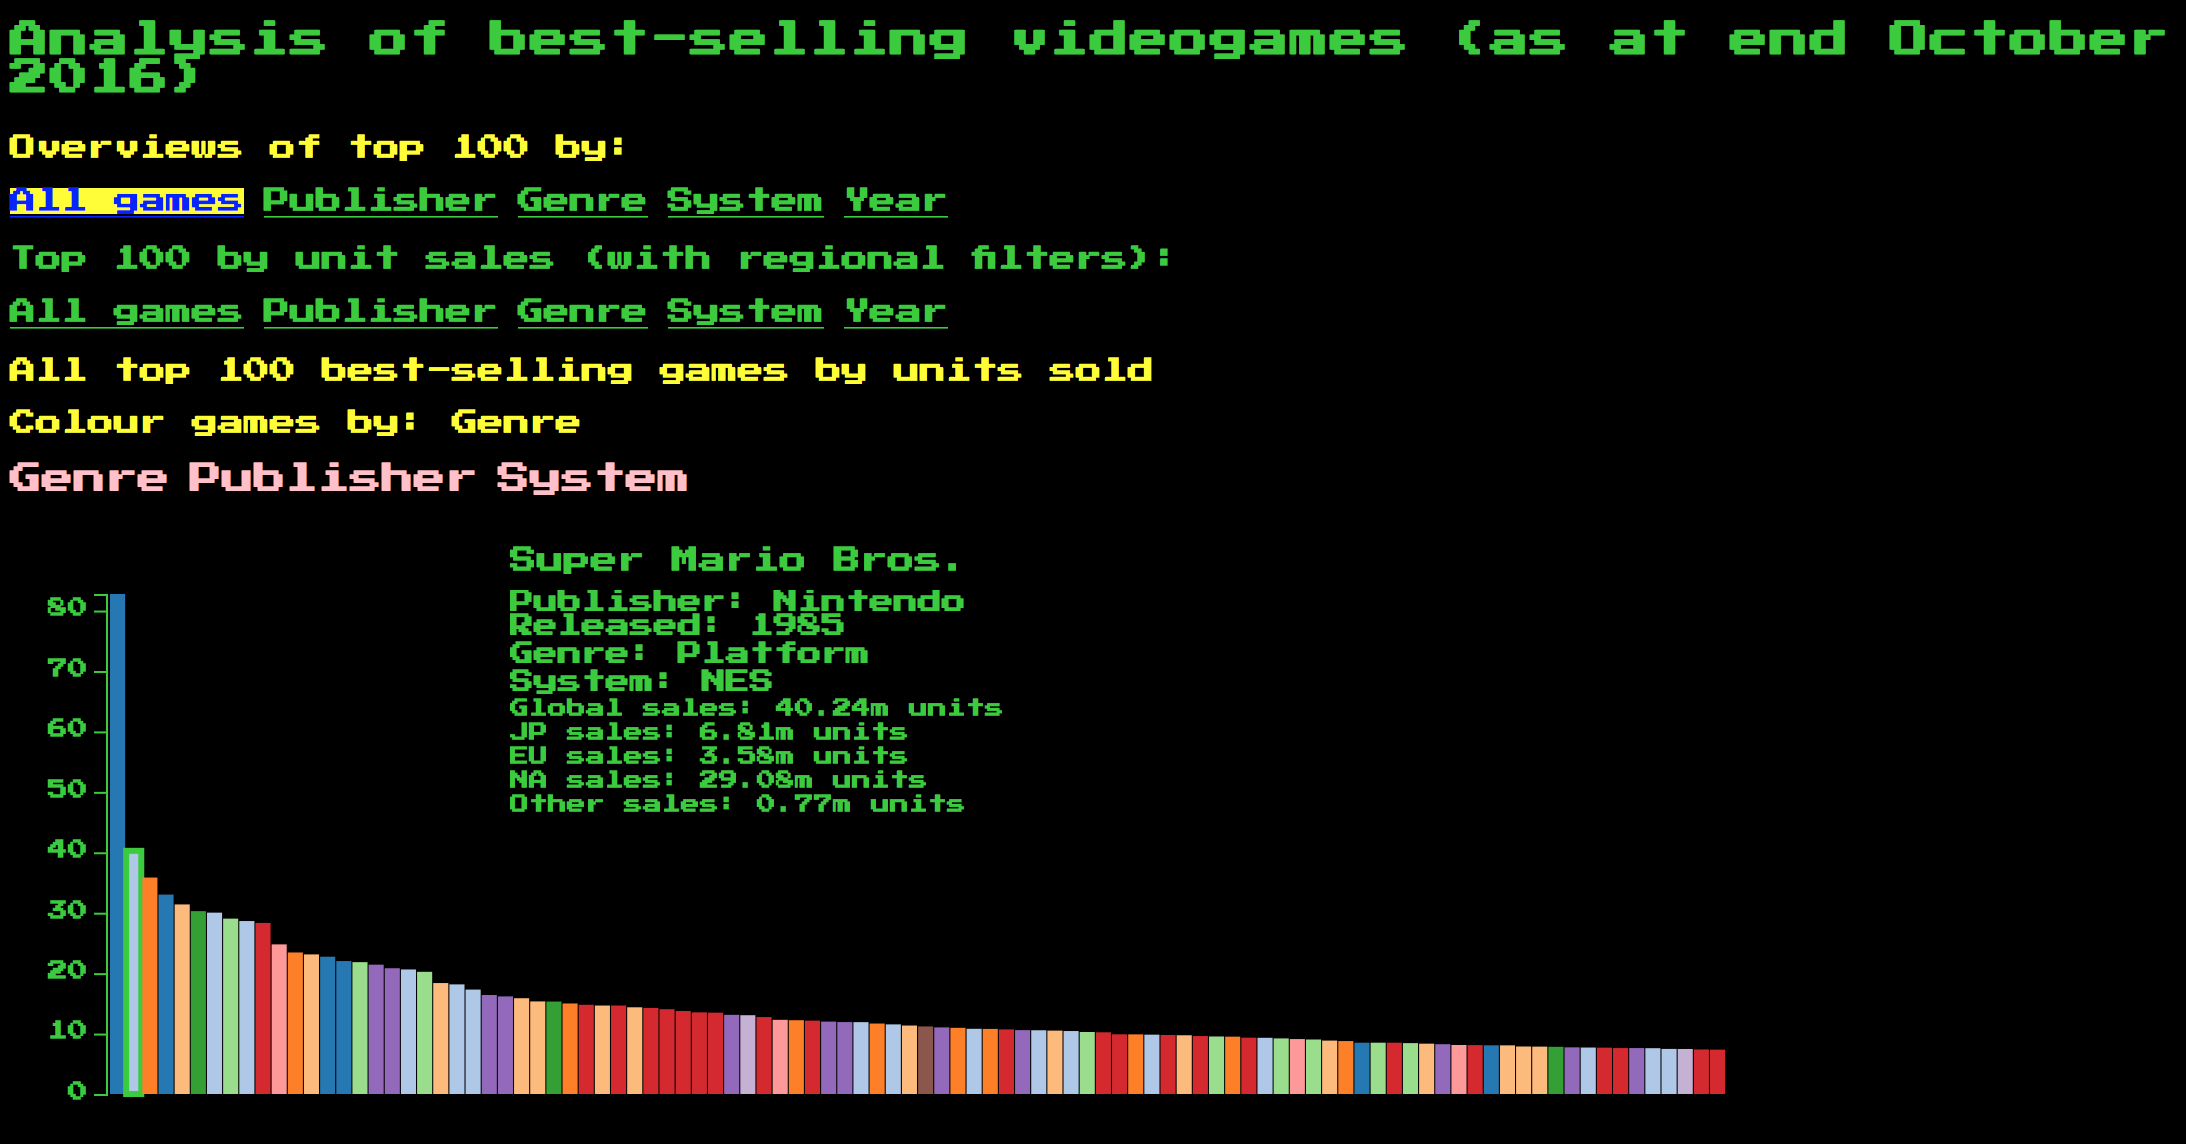 Analysis of best-selling videogames (as at end October
2016)
Overviews of top 100 by:
All games Publisher Genre System Year
Top 100 by unit sales (with regional filters):
All games Publisher Genre System Year
All top 100 best-selling games by units sold
Colour games by: Genre
Genre Publisher System
Super Mario Bros.
Publisher: Nintendo
Released: 1985
Genre: Platform
System: NES
Global sales: 40.24m units
JP sales: 6.81m units
EU sales: 3.58m units
NA sales: 29.08m units
Other sales: 0.77m units
80
70
60
50
40
30
20
10
0